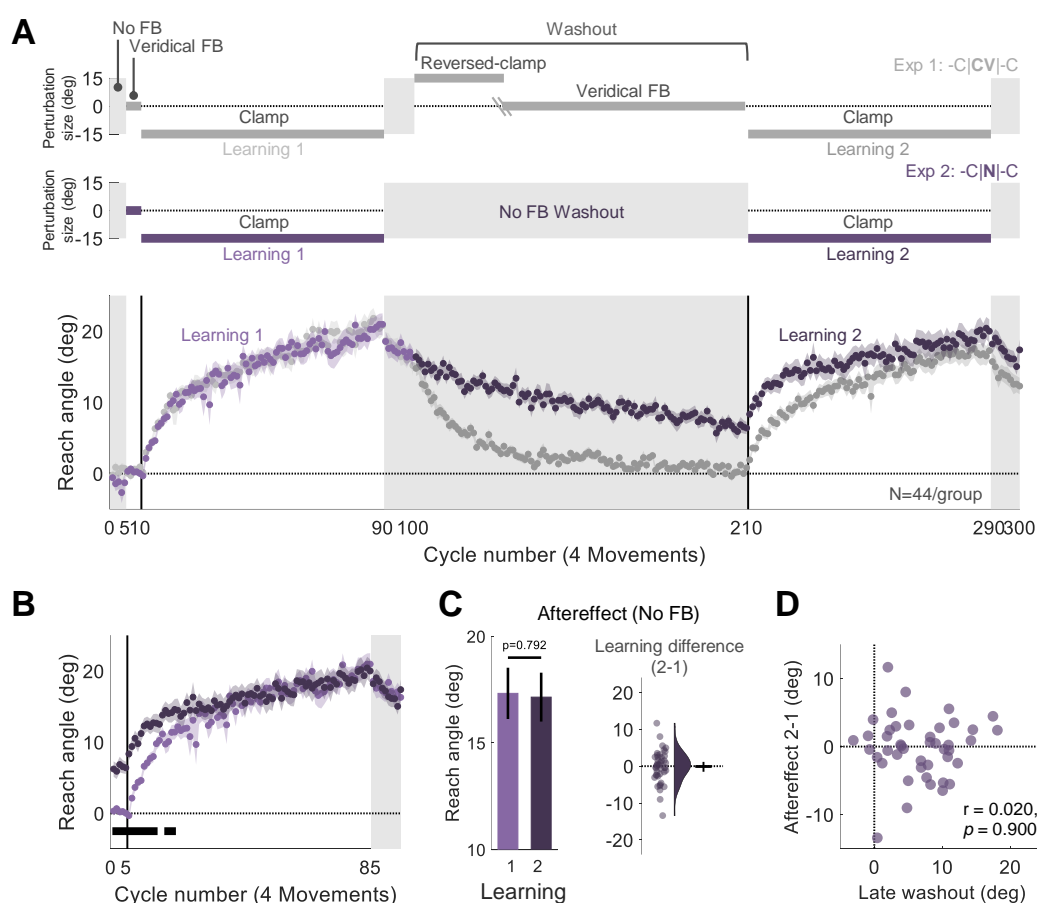 A
No FB
Veridical FB
Washout
Reversed-clamp
Exp 1: -C|CV|-C
Perturbation
size (deg)
15
0
-15
Veridical FB
Clamp
Learning 1
Clamp
Learning 2
Exp 2: -C|N|-C
Perturbation
size (deg)
15
0
-15
Clamp
Learning 1
No FB Washout
Clamp
Learning 2
Reach angle (deg)
20
10
0
Learning 1
Learning 2
N=44/group
0 5 10 90 100 210 290 300
Cycle number (4 Movements)
B
Reach angle (deg)
20
10
0
0 5 85
Cycle number (4 Movements)
C
Aftereffect (No FB)
Reach angle (deg)
20
15
10
p=0.792
1 2
Learning
Learning difference
(2-1)
20
10
0
-10
-20
D
Aftereffect 2-1 (deg)
10
0
-10
r = 0.020,
p = 0.900
0 10 20
Late washout (deg)